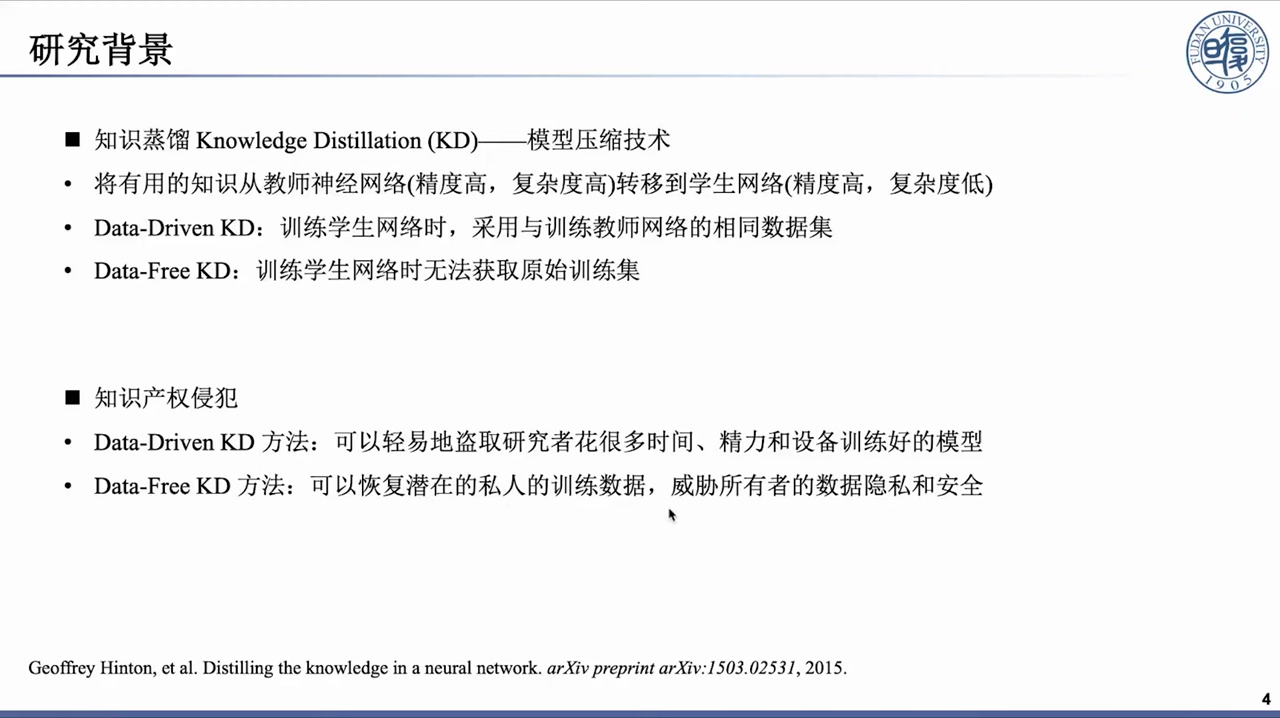 研究背景
FUDAN UNIVERSITY
1905
■ 知识蒸馏 Knowledge Distillation (KD)——模型压缩技术
• 将有用的知识从教师神经网络(精度高，复杂度高)转移到学生网络(精度高，复杂度低)
• Data-Driven KD：训练学生网络时，采用与训练教师网络的相同数据集
• Data-Free KD：训练学生网络时无法获取原始训练集
■ 知识产权侵犯
• Data-Driven KD 方法：可以轻易地盗取研究者花很多时间、精力和设备训练好的模型
• Data-Free KD 方法：可以恢复潜在的私人的训练数据，威胁所有者的数据隐私和安全
Geoffrey Hinton, et al. Distilling the knowledge in a neural network. arXiv preprint arXiv:1503.02531, 2015.
4